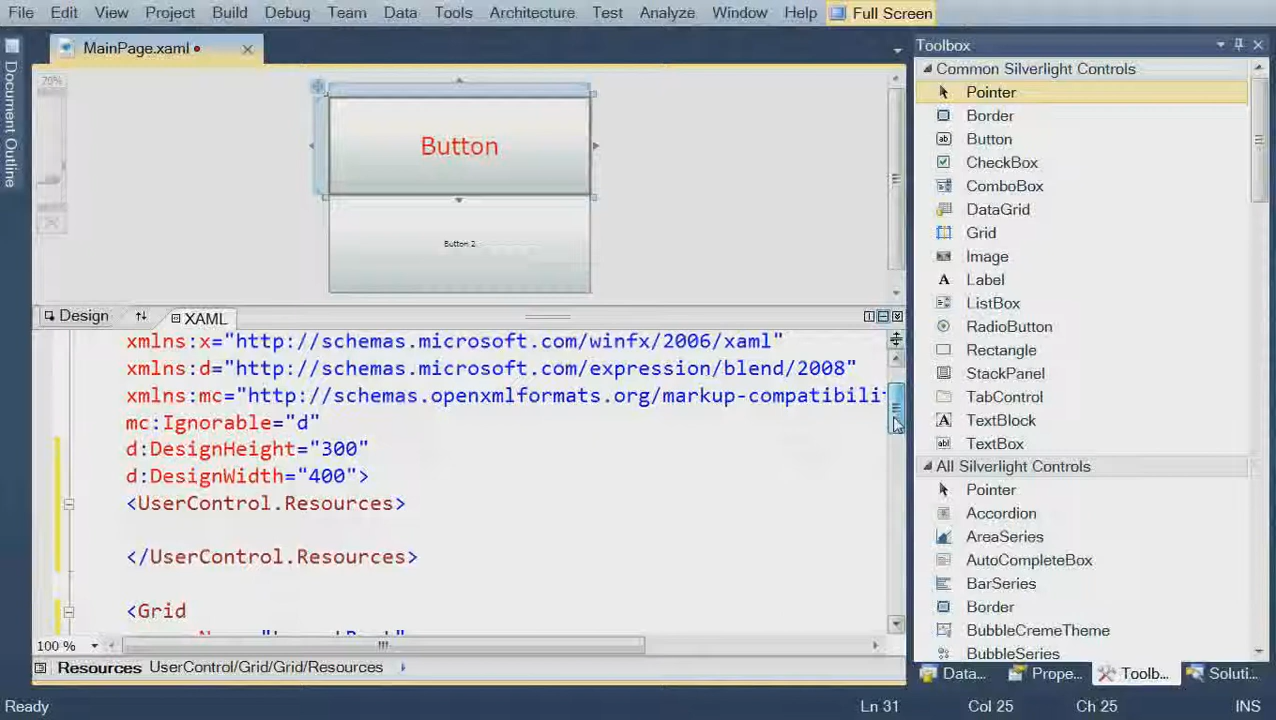 File Edit View Project Build Debug Team Data Tools Architecture Test Analyze Window Help Full Screen
MainPage.xaml
Toolbox
Document Outline
Common Silverlight Controls
Pointer
Border
Button
CheckBox
ComboBox
DataGrid
Grid
Image
Label
ListBox
RadioButton
Rectangle
StackPanel
TabControl
TextBlock
TextBox
All Silverlight Controls
Pointer
Accordion
AreaSeries
AutoCompleteBox
BarSeries
Border
BubbleCremeTheme
BubbleSeries
Data... Prope... Toolb... Soluti...
Button
Button 2
Design XAML
xmlns:x="http://schemas.microsoft.com/winfx/2006/xaml"
xmlns:d="http://schemas.microsoft.com/expression/blend/2008"
xmlns:mc="http://schemas.openxmlformats.org/markup-compatibili
mc:Ignorable="d"
d:DesignHeight="300"
d:DesignWidth="400">
<UserControl.Resources>
</UserControl.Resources>
<Grid
100 %
Resources UserControl/Grid/Grid/Resources
Ready Ln 31 Col 25 Ch 25 INS